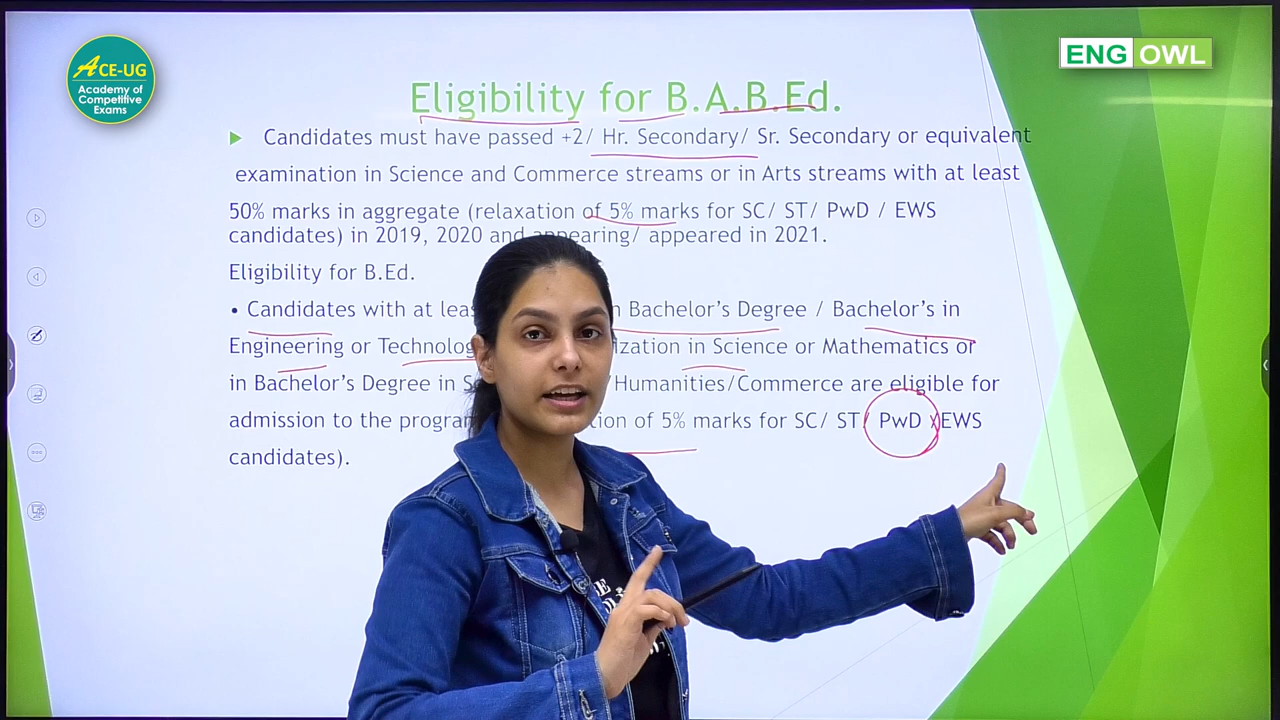 ACE-UG
Academy of
Competitive
Exams
ENG OWL
Eligibility for B.A.B.Ed.
Candidates must have passed +2/ Hr. Secondary/ Sr. Secondary or equivalent
examination in Science and Commerce streams or in Arts streams with at least
50% marks in aggregate (relaxation of 5% marks for SC/ ST/ PwD / EWS
candidates) in 2019, 2020 and appearing/ appeared in 2021.
Eligibility for B.Ed.
• Candidates with at in Bachelor's Degree / Bachelor's in
Engineering or in Science or Mathematics or
in Bachelor's Degree in /Humanities/Commerce are eligible for
admission to the of 5% marks for SC/ ST/ PwD /EWS
candidates).